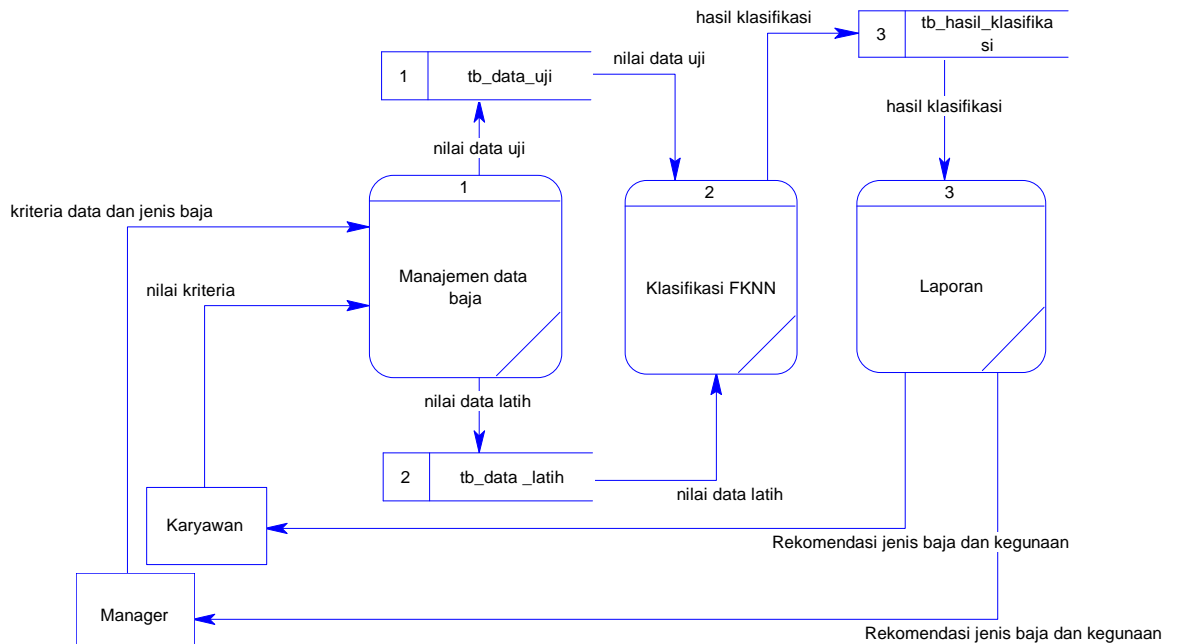 hasil klasifikasi
3
tb_hasil_klasifika
si
1
tb_data_uji
nilai data uji
hasil klasifikasi
nilai data uji
1
2
3
kriteria data dan jenis baja
Manajemen data
baja
Klasifikasi FKNN
Laporan
nilai kriteria
nilai data latih
2
tb_data _latih
nilai data latih
Karyawan
Rekomendasi jenis baja dan kegunaan
Manager
Rekomendasi jenis baja dan kegunaan